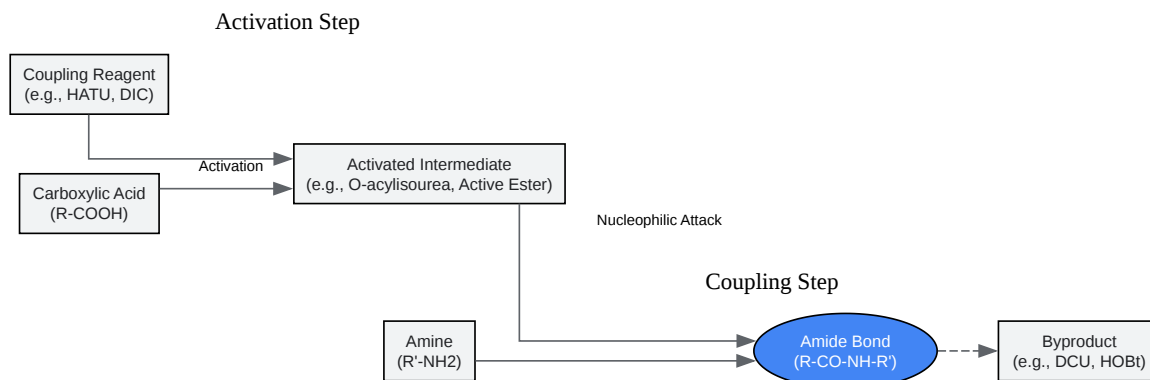 Activation Step
Coupling Reagent
(e.g., HATU, DIC)
Activation
Carboxylic Acid
(R-COOH)
Activated Intermediate
(e.g., O-acylisourea, Active Ester)
Nucleophilic Attack
Coupling Step
Amine
(R'-NH2)
Amide Bond
(R-CO-NH-R')
Byproduct
(e.g., DCU, HOBt)